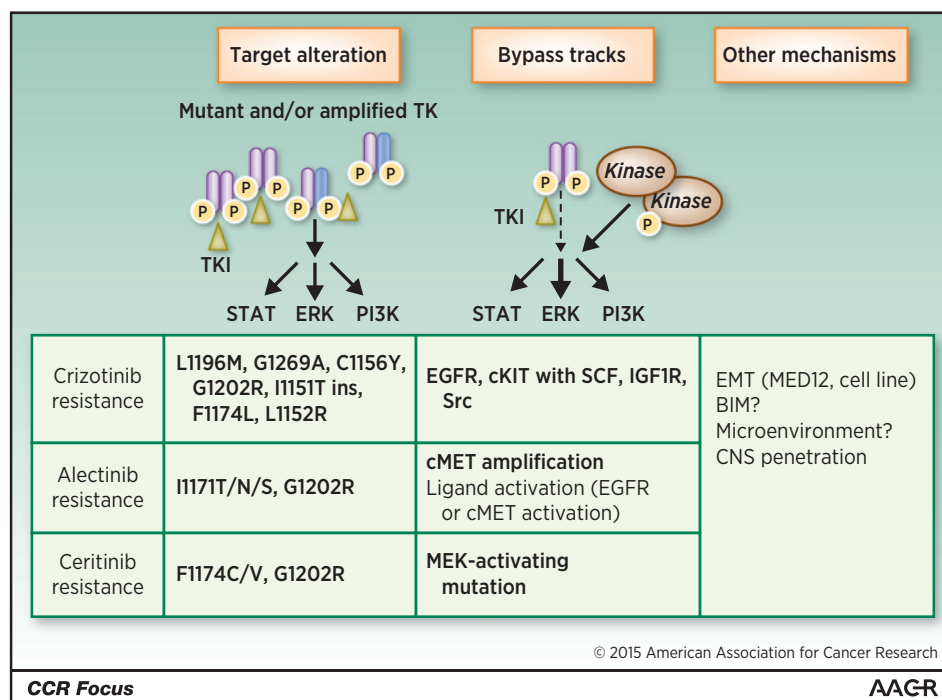 Target alteration
Bypass tracks
Other mechanisms
Mutant and/or amplified TK
P
P
P
P
P
P
P
P
TKI
STAT ERK PI3K
P
P
TKI
Kinase
Kinase
P
STAT ERK PI3K
Crizotinib
resistance
L1196M, G1269A, C1156Y,
G1202R, I1151T ins,
F1174L, L1152R
EGFR, cKIT with SCF, IGF1R,
Src
EMT (MED12, cell line)
BIM?
Microenvironment?
CNS penetration
Alectinib
resistance
I1171T/N/S, G1202R
cMET amplification
Ligand activation (EGFR
or cMET activation)
Ceritinib
resistance
F1174C/V, G1202R
MEK-activating
mutation
© 2015 American Association for Cancer Research
CCR Focus
AACR